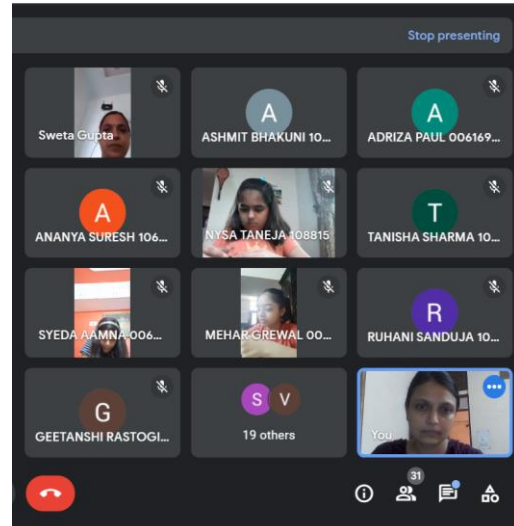 Stop presenting
Sweta Gupta
A
ASHMIT BHAKUNI 10...
A
ADRIZA PAUL 006169...
A
ANANYA SURESH 106...
NYSA TANEJA 108815
T
TANISHA SHARMA 10...
SYEDA AAMNA 006...
MEHAR GREWAL 00...
R
RUHANI SANDUJA 10...
G
GEETANSHI RASTOGI...
S V
19 others
You
31